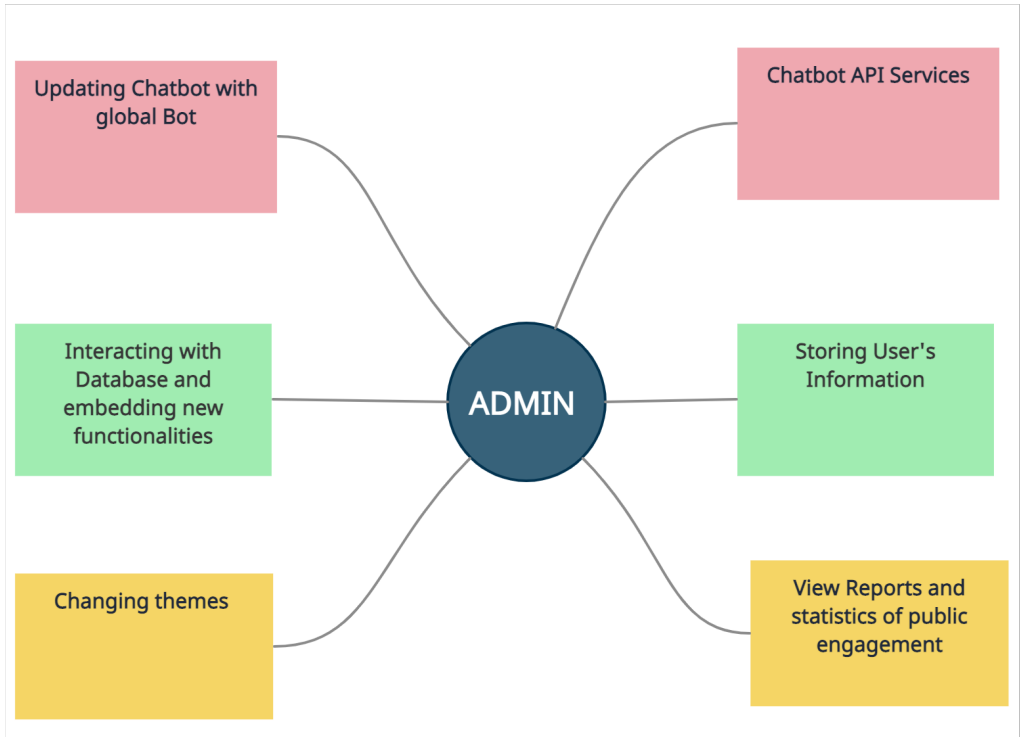 Updating Chatbot with
global Bot
Chatbot API Services
Interacting with
Database and
embedding new
functionalities
ADMIN
Storing User's
Information
Changing themes
View Reports and
statistics of public
engagement